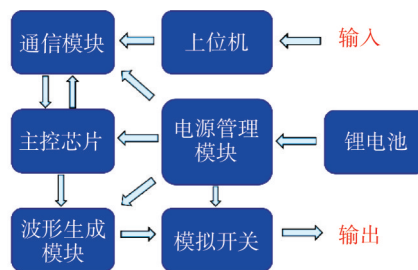 通信模块
上位机
输入
主控芯片
电源管理
模块
锂电池
波形生成
模块
模拟开关
输出